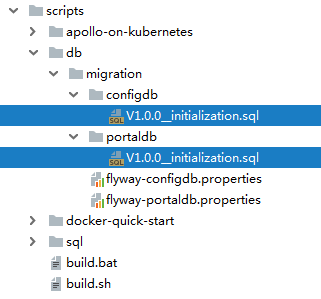 scripts
apollo-on-kubernetes
db
migration
configdb
V1.0.0__initialization.sql
portaldb
V1.0.0__initialization.sql
flyway-configdb.properties
flyway-portaldb.properties
docker-quick-start
sql
build.bat
build.sh